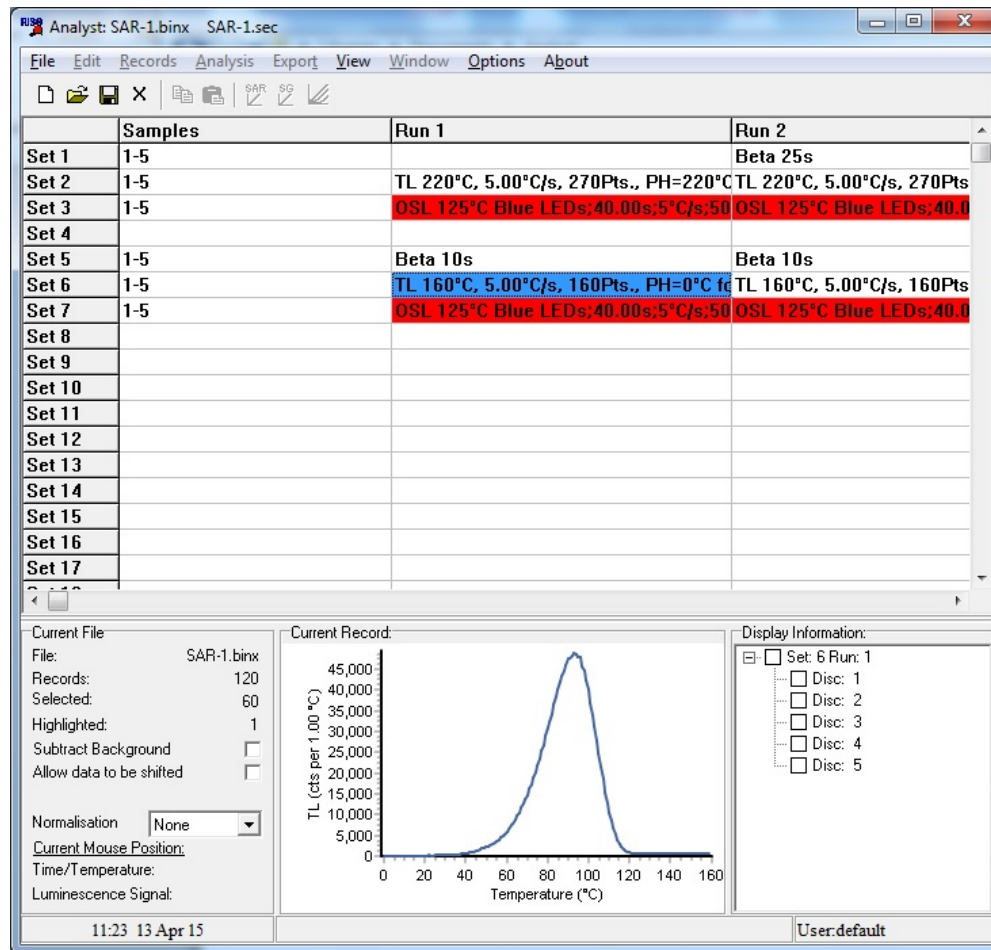 RISØ Analyst: SAR-1.binx SAR-1.sec
File Edit Records Analysis Export View Window Options About
SAR SG
Samples Run 1 Run 2
Set 1 1-5 Beta 25s
Set 2 1-5 TL 220°C, 5.00°C/s, 270Pts., PH=220°C TL 220°C, 5.00°C/s, 270Pts
Set 3 1-5 OSL 125°C Blue LEDs;40.00s;5°C/s;50 OSL 125°C Blue LEDs;40.0
Set 4
Set 5 1-5 Beta 10s Beta 10s
Set 6 1-5 TL 160°C, 5.00°C/s, 160Pts., PH=0°C fo TL 160°C, 5.00°C/s, 160Pts
Set 7 1-5 OSL 125°C Blue LEDs;40.00s;5°C/s;50 OSL 125°C Blue LEDs;40.0
Set 8
Set 9
Set 10
Set 11
Set 12
Set 13
Set 14
Set 15
Set 16
Set 17
Current File
File: SAR-1.binx
Records: 120
Selected: 60
Highlighted: 1
Subtract Background
Allow data to be shifted
Normalisation None
Current Mouse Position:
Time/Temperature:
Luminescence Signal:
Current Record:
TL (cts per 1.00 °C)
45,000
40,000
35,000
30,000
25,000
20,000
15,000
10,000
5,000
0
0 20 40 60 80 100 120 140 160
Temperature (°C)
Display Information:
Set: 6 Run: 1
Disc: 1
Disc: 2
Disc: 3
Disc: 4
Disc: 5
11:23 13 Apr 15 User:default